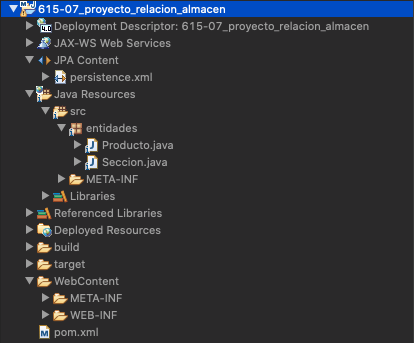 615-07_proyecto_relacion_almacen
Deployment Descriptor: 615-07_proyecto_relacion_almacen
JAX-WS Web Services
JPA Content
persistence.xml
Java Resources
src
entidades
Producto.java
Seccion.java
META-INF
Libraries
Referenced Libraries
Deployed Resources
build
target
WebContent
META-INF
WEB-INF
pom.xml